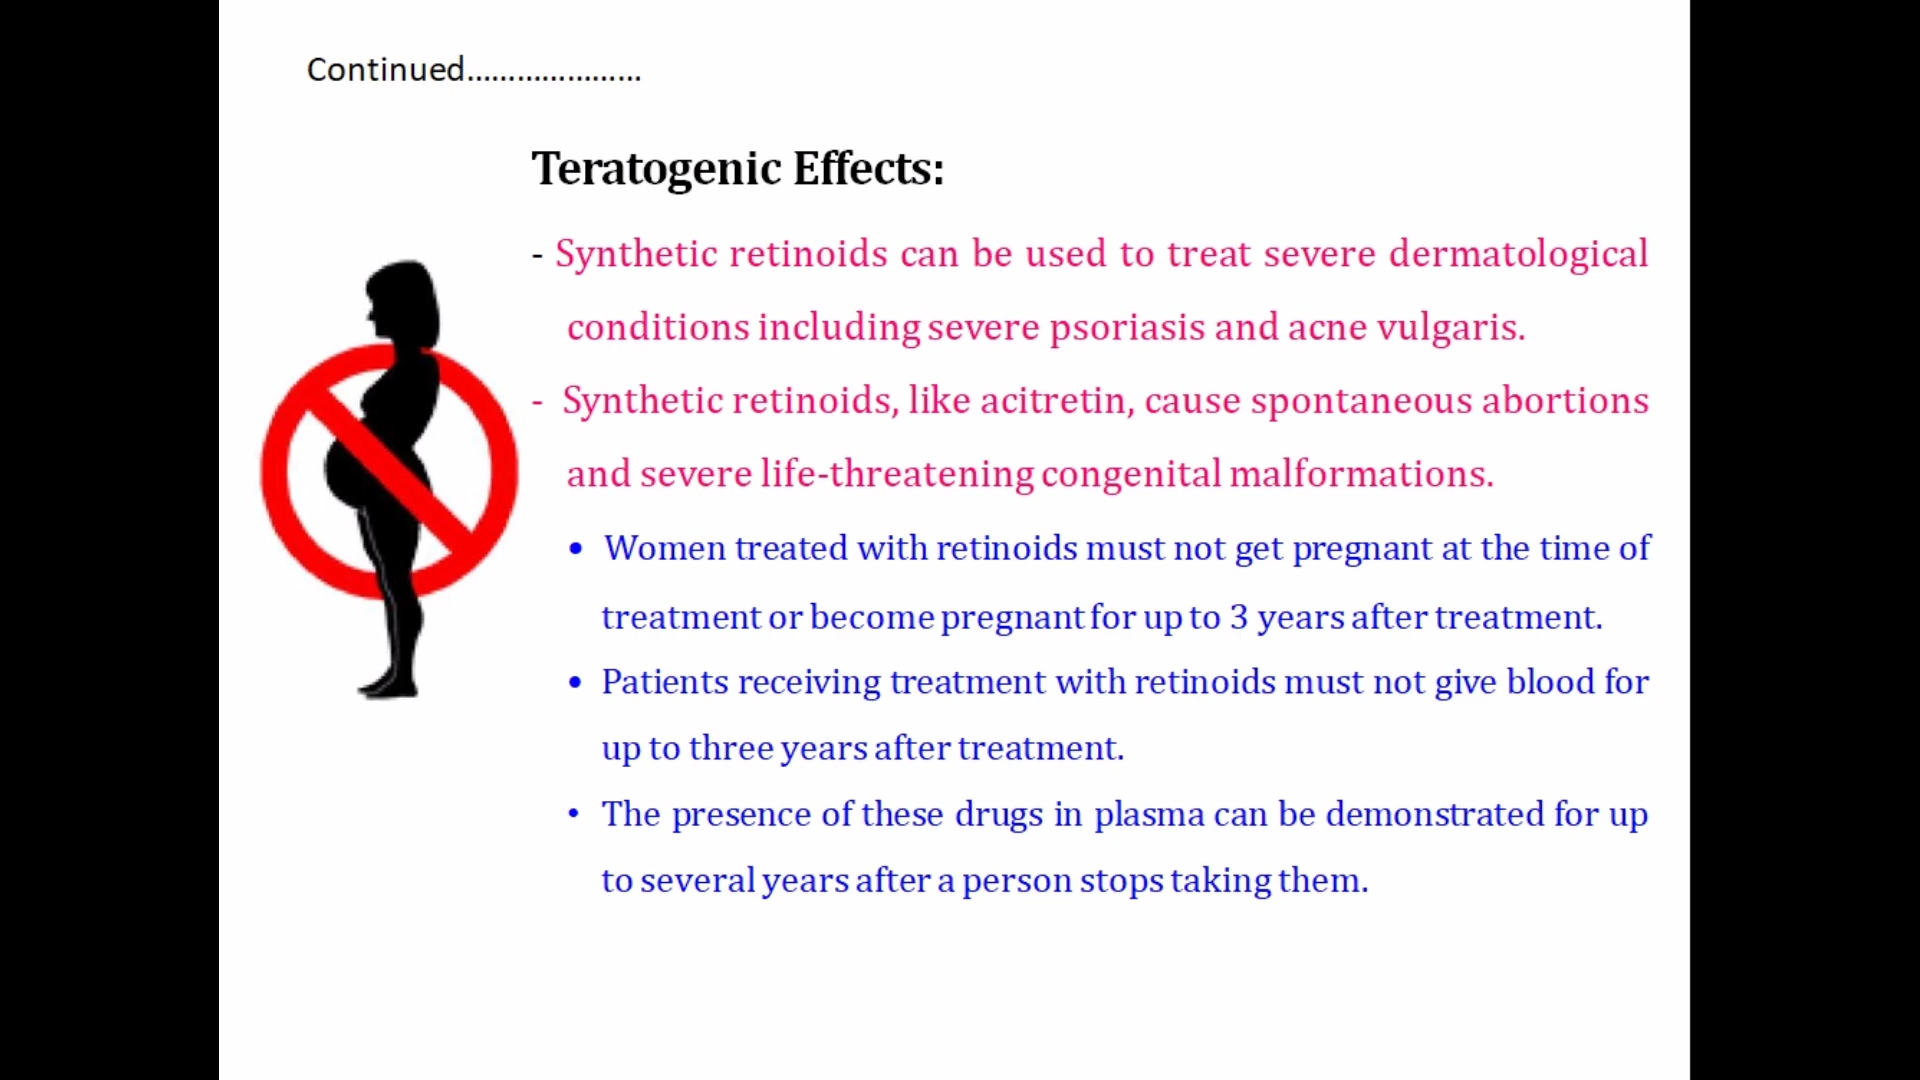 Continued.....................
Teratogenic Effects:
- Synthetic retinoids can be used to treat severe dermatological
conditions including severe psoriasis and acne vulgaris.
- Synthetic retinoids, like acitretin, cause spontaneous abortions
and severe life-threatening congenital malformations.
• Women treated with retinoids must not get pregnant at the time of
treatment or become pregnant for up to 3 years after treatment.
• Patients receiving treatment with retinoids must not give blood for
up to three years after treatment.
• The presence of these drugs in plasma can be demonstrated for up
to several years after a person stops taking them.